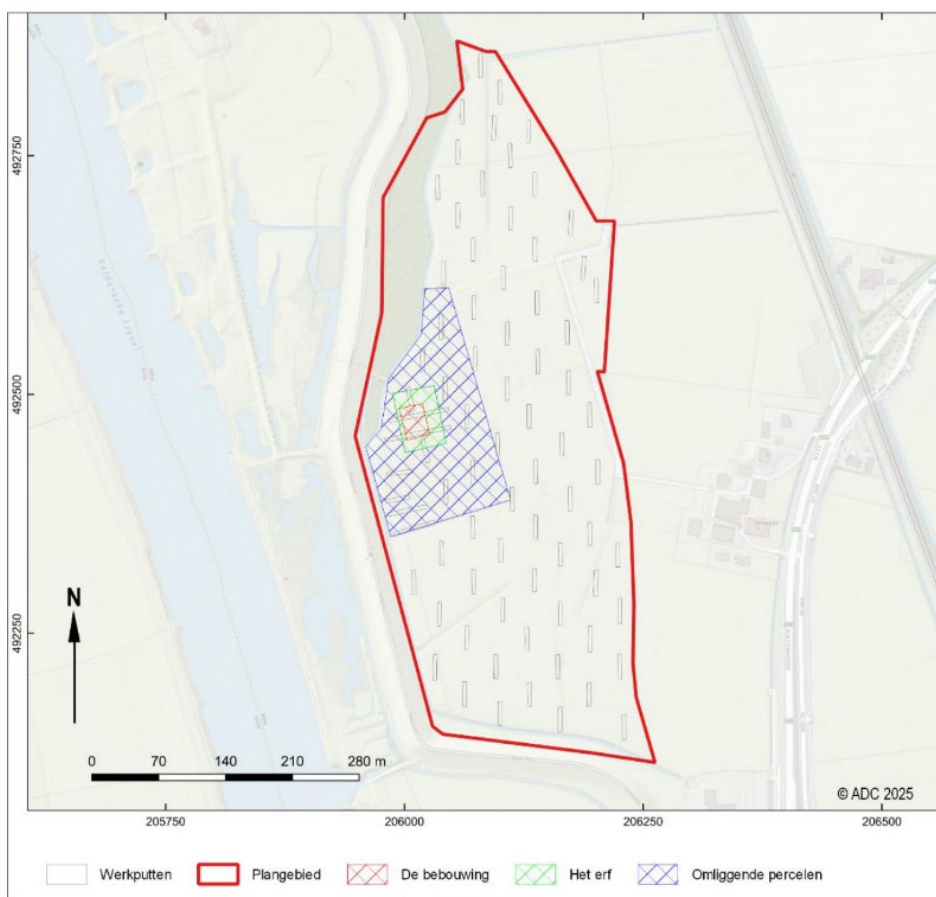 492750
492500
492250
N
0 70 140 210 280 m
© ADC 2025
205750 206000 206250 206500
Werkputten Plangebied De bebouwing Het erf Omliggende percelen